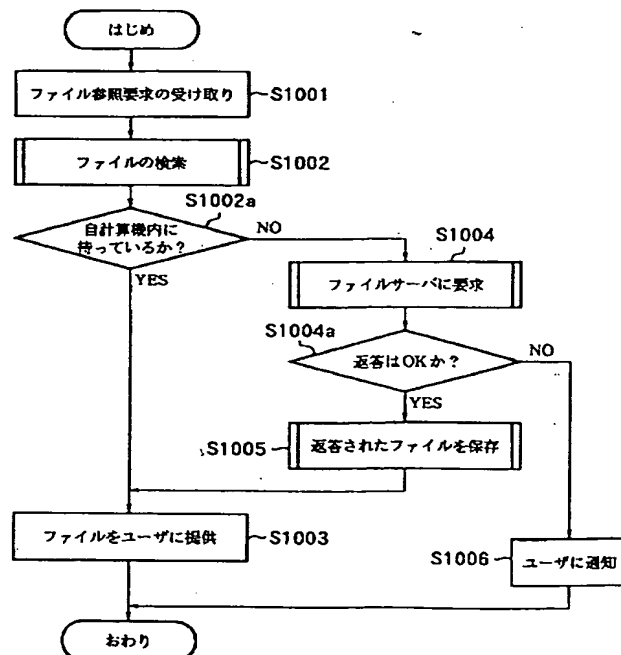 はじめ
ファイル参照要求の受け取り
S1001
ファイルの検索
S1002
S1002a
自計算機内に
待っているか？
NO
YES
S1004
ファイルサーバに要求
S1004a
返答はOKか？
NO
YES
S1005
返答されたファイルを保存
ファイルをユーザに提供
S1003
S1006
ユーザに通知
おわり